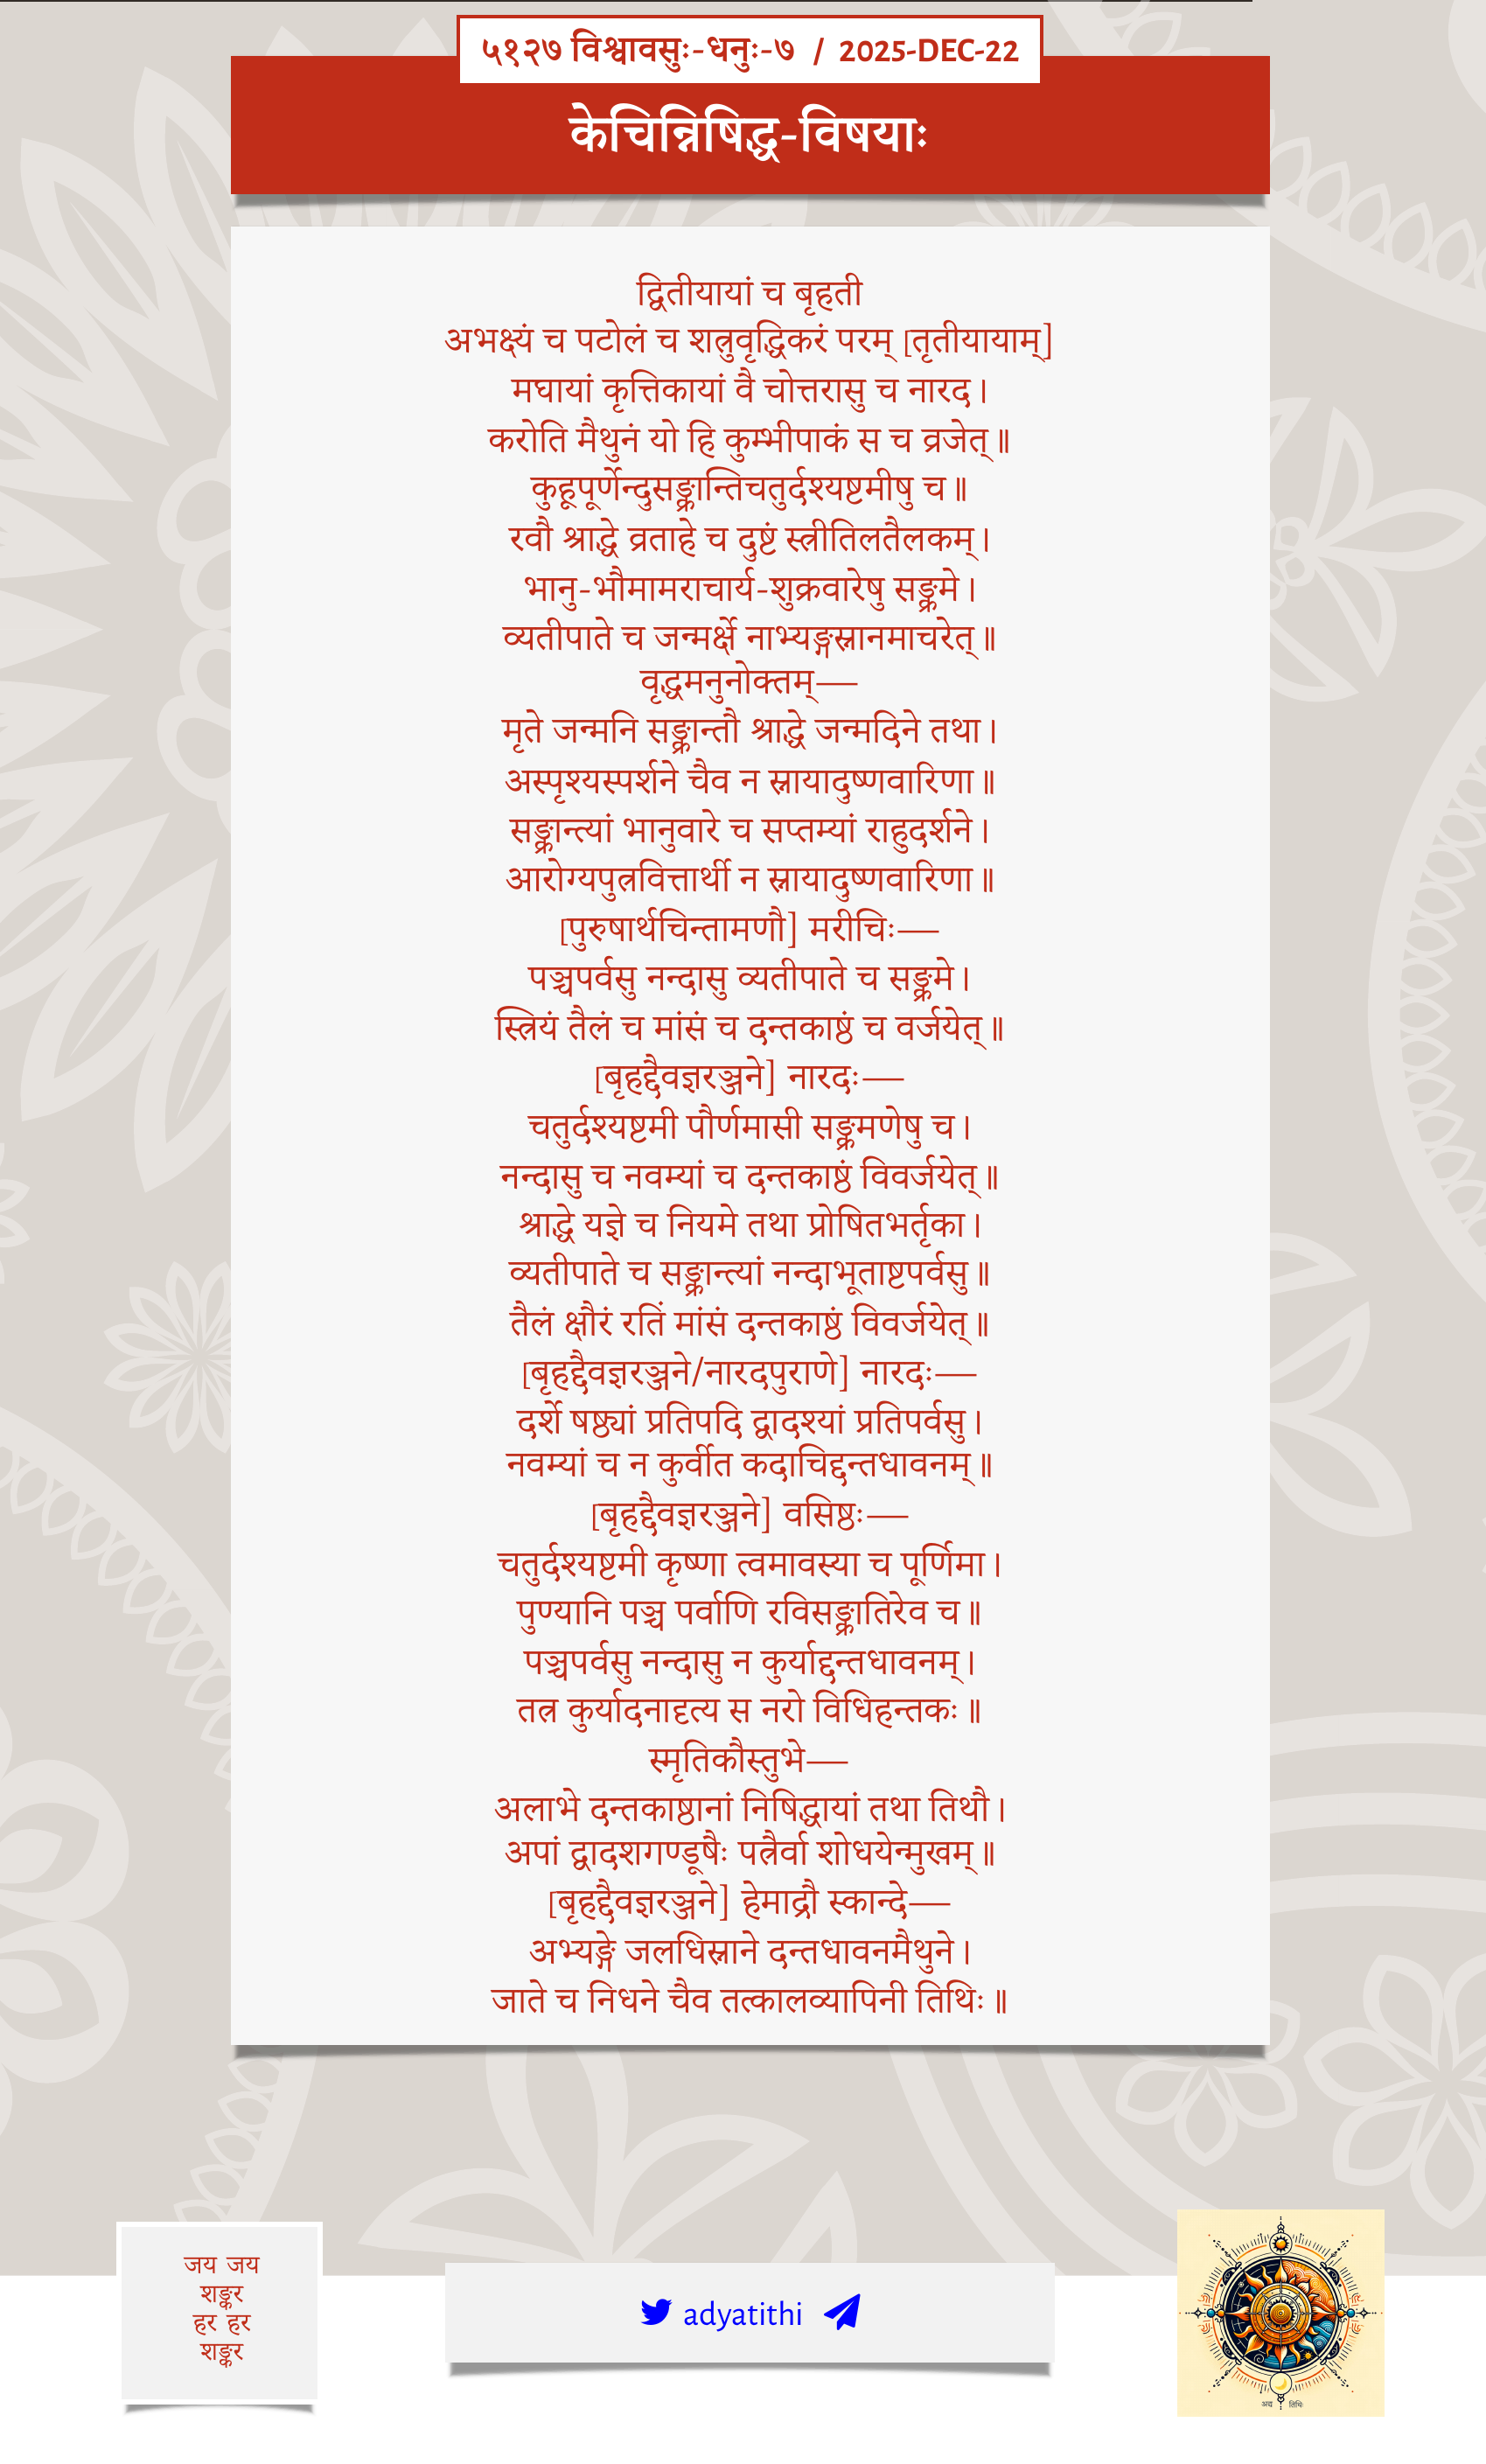 ५१२७ विश्वावसुः-धनुः-७ / 2025-DEC-22
केचिन्निषिद्ध-विषयाः
द्वितीयायां च बृहती
अभक्ष्यं च पटोलं च शत्रुवृद्धिकरं परम् [तृतीयायाम्]
मघायां कृत्तिकायां वै चोत्तरासु च नारद।
करोति मैथुनं यो हि कुम्भीपाकं स च व्रजेत्॥
कुहूपूर्णेन्दुसङ्क्रान्तिचतुर्दश्यष्टमीषु च॥
रवौ श्राद्धे व्रताहे च दुष्टं स्त्रीतिलतैलकम्।
भानु-भौमामराचार्य-शुक्रवारेषु सङ्क्रमे।
व्यतीपाते च जन्मर्क्षे नाभ्यङ्गस्नानमाचरेत्॥
वृद्धमनुनोक्तम्—
मृते जन्मनि सङ्क्रान्तौ श्राद्धे जन्मदिने तथा।
अस्पृश्यस्पर्शने चैव न स्नायादुष्णवारिणा॥
सङ्क्रान्त्यां भानुवारे च सप्तम्यां राहुदर्शने।
आरोग्यपुत्रवित्तार्थी न स्नायादुष्णवारिणा॥
[पुरुषार्थचिन्तामणौ] मरीचिः—
पञ्चपर्वसु नन्दासु व्यतीपाते च सङ्क्रमे।
स्त्रियं तैलं च मांसं च दन्तकाष्ठं च वर्जयेत्॥
[बृहद्दैवज्ञरञ्जने] नारदः—
चतुर्दश्यष्टमी पौर्णमासी सङ्क्रमणेषु च।
नन्दासु च नवम्यां च दन्तकाष्ठं विवर्जयेत्॥
श्राद्धे यज्ञे च नियमे तथा प्रोषितभर्तृका।
व्यतीपाते च सङ्क्रान्त्यां नन्दाभूताष्टपर्वसु॥
तैलं क्षौरं रतिं मांसं दन्तकाष्ठं विवर्जयेत्॥
[बृहद्दैवज्ञरञ्जने/नारदपुराणे] नारदः—
दर्शे षष्ठ्यां प्रतिपदि द्वादश्यां प्रतिपर्वसु।
नवम्यां च न कुर्वीत कदाचिद्दन्तधावनम्॥
[बृहद्दैवज्ञरञ्जने] वसिष्ठः—
चतुर्दश्यष्टमी कृष्णा त्वमावस्या च पूर्णिमा।
पुण्यानि पञ्च पर्वाणि रविसङ्क्रातिरेव च॥
पञ्चपर्वसु नन्दासु न कुर्याद्दन्तधावनम्।
तत्र कुर्यादनादृत्य स नरो विधिहन्तकः॥
स्मृतिकौस्तुभे—
अलाभे दन्तकाष्ठानां निषिद्धायां तथा तिथौ।
अपां द्वादशगण्डूषैः पत्रैर्वा शोधयेन्मुखम्॥
[बृहद्दैवज्ञरञ्जने] हेमाद्रौ स्कान्दे—
अभ्यङ्गे जलधिस्नाने दन्तधावनमैथुने।
जाते च निधने चैव तत्कालव्यापिनी तिथिः॥
जय जय
शङ्कर
हर हर
शङ्कर
adyatithi
अद्य तिथिः